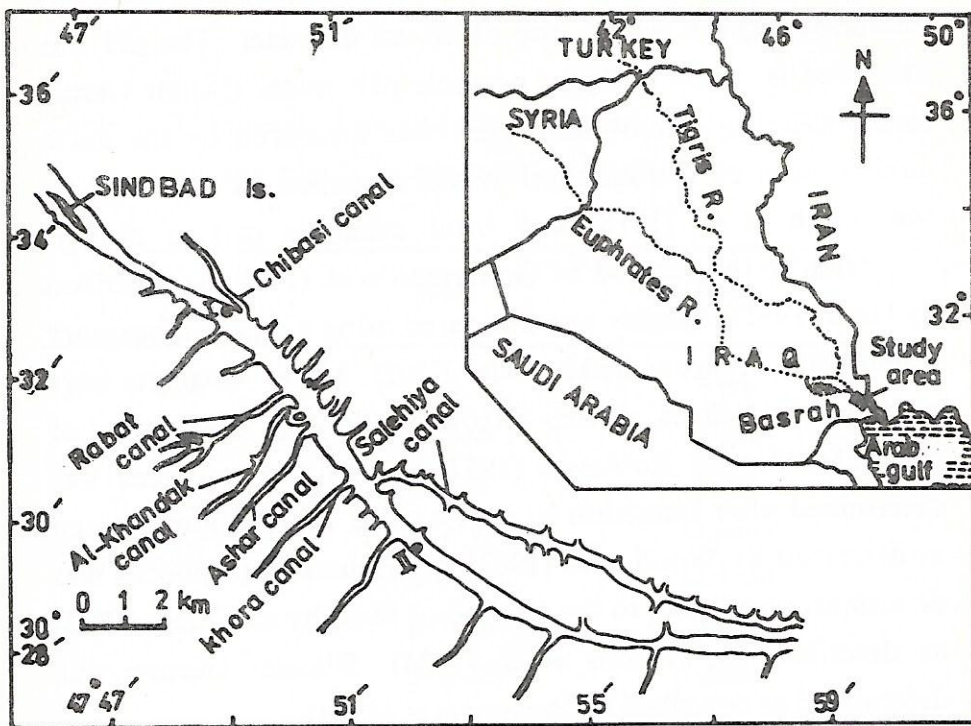 47°
51′
36′
34′
32′
30′
30°
28′
SINDBAD Is.
Chibasi canal
Rabat
canal
Al-Khandak
canal
Ashar canal
khora canal
Salehiya
canal
II
0 1 2 km
47° 47′
51′
55′
59′
42°
46°
50°
36°
32°
N
TURKEY
SYRIA
Tigris R.
IRAN
Euphrates R.
IRAQ
SAUDI ARABIA
Study
area
Basrah
Arab
-gulf